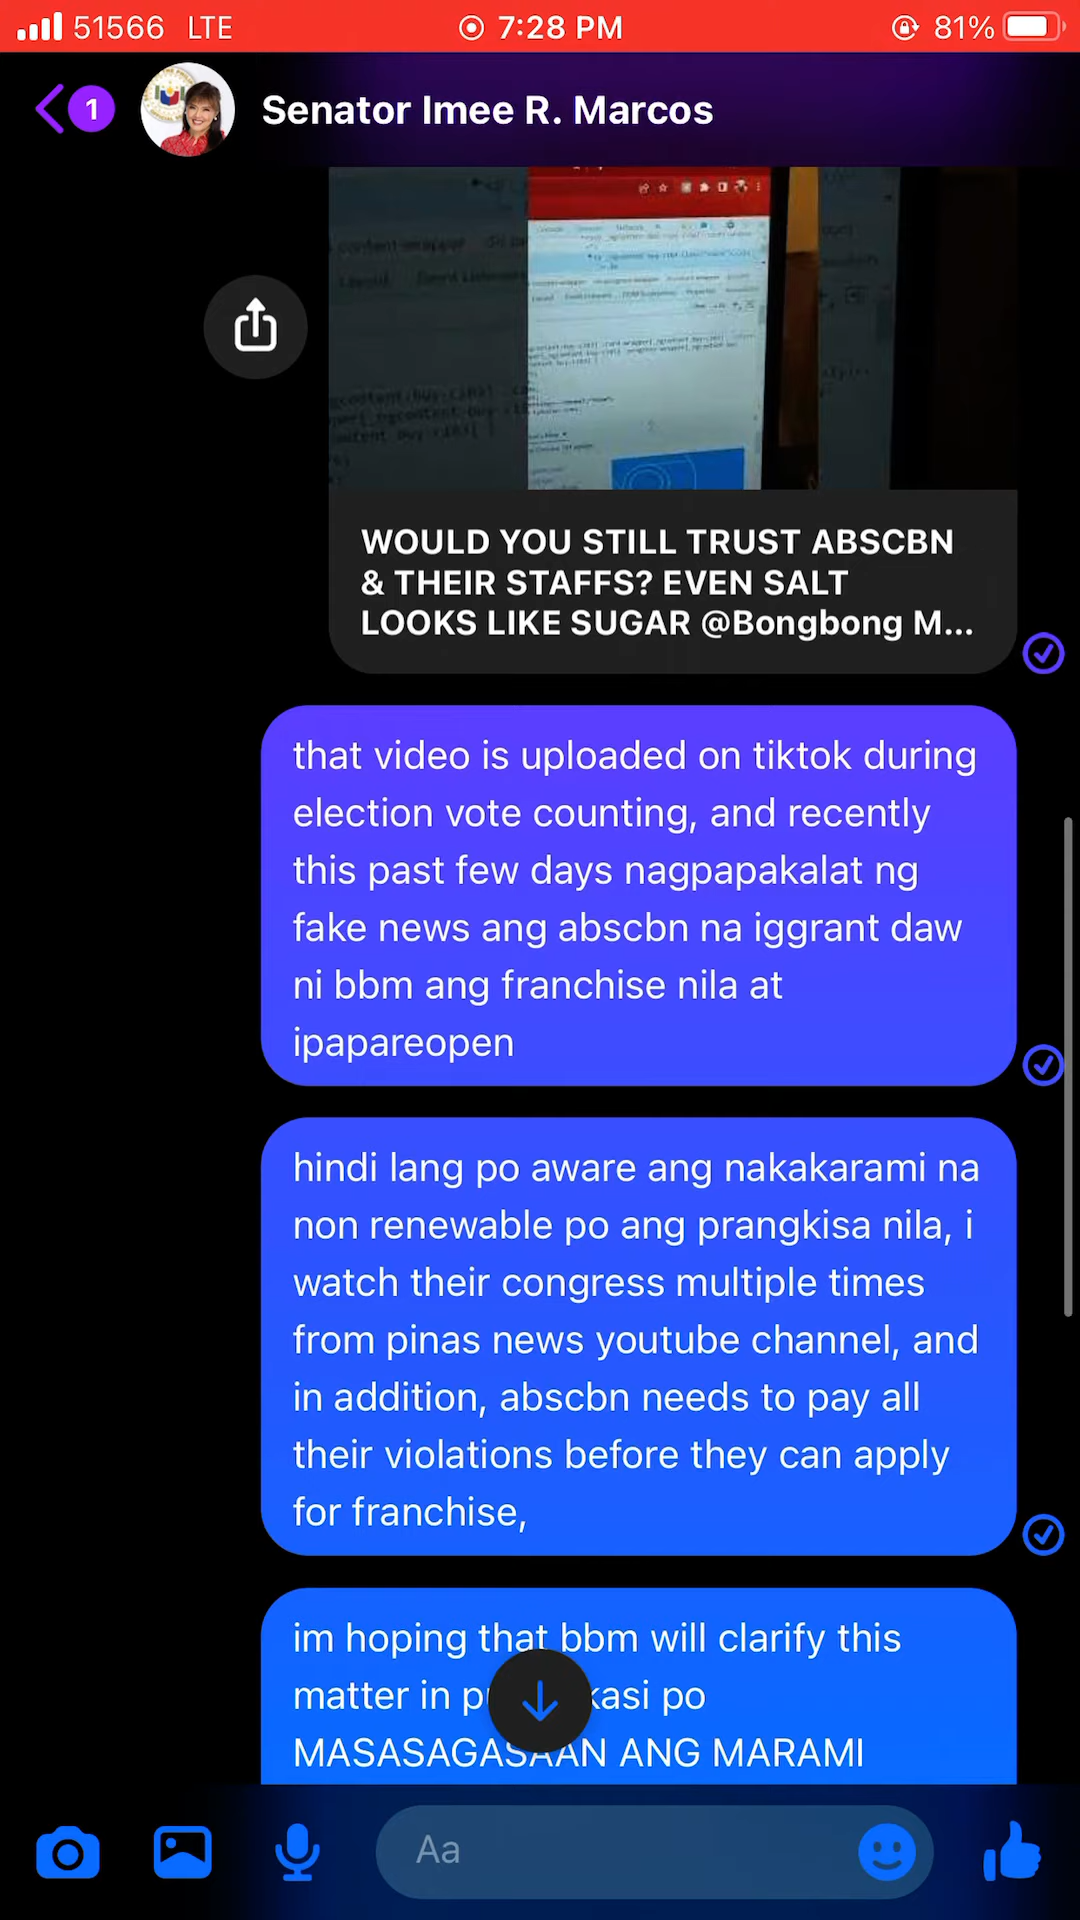 51566 LTE 7:28 PM 81%
1 Senator Imee R. Marcos
WOULD YOU STILL TRUST ABSCBN
& THEIR STAFFS? EVEN SALT
LOOKS LIKE SUGAR @Bongbong M...
that video is uploaded on tiktok during
election vote counting, and recently
this past few days nagpapakalat ng
fake news ang abscbn na iggrant daw
ni bbm ang franchise nila at
ipapareopen
hindi lang po aware ang nakakarami na
non renewable po ang prangkisa nila, i
watch their congress multiple times
from pinas news youtube channel, and
in addition, abscbn needs to pay all
their violations before they can apply
for franchise,
im hoping that bbm will clarify this
matter in kasi po
MASASAGASAAN ANG MARAMI
Aa